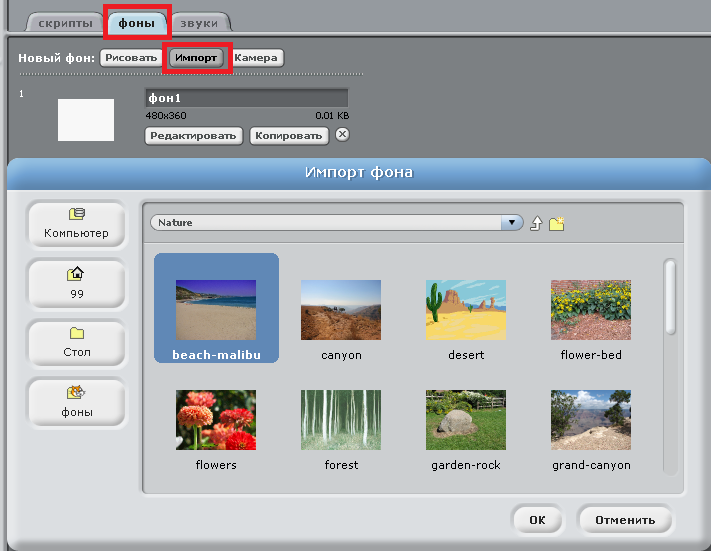 скрипты фоны звуки
Новый фон: Рисовать Импорт Камера
1
фон1
480x360 0.01 KB
Редактировать Копировать
Импорт фона
Компьютер
99
Стол
фоны
Nature
beach-malibu canyon desert flower-bed
flowers forest garden-rock grand-canyon
OK Отменить